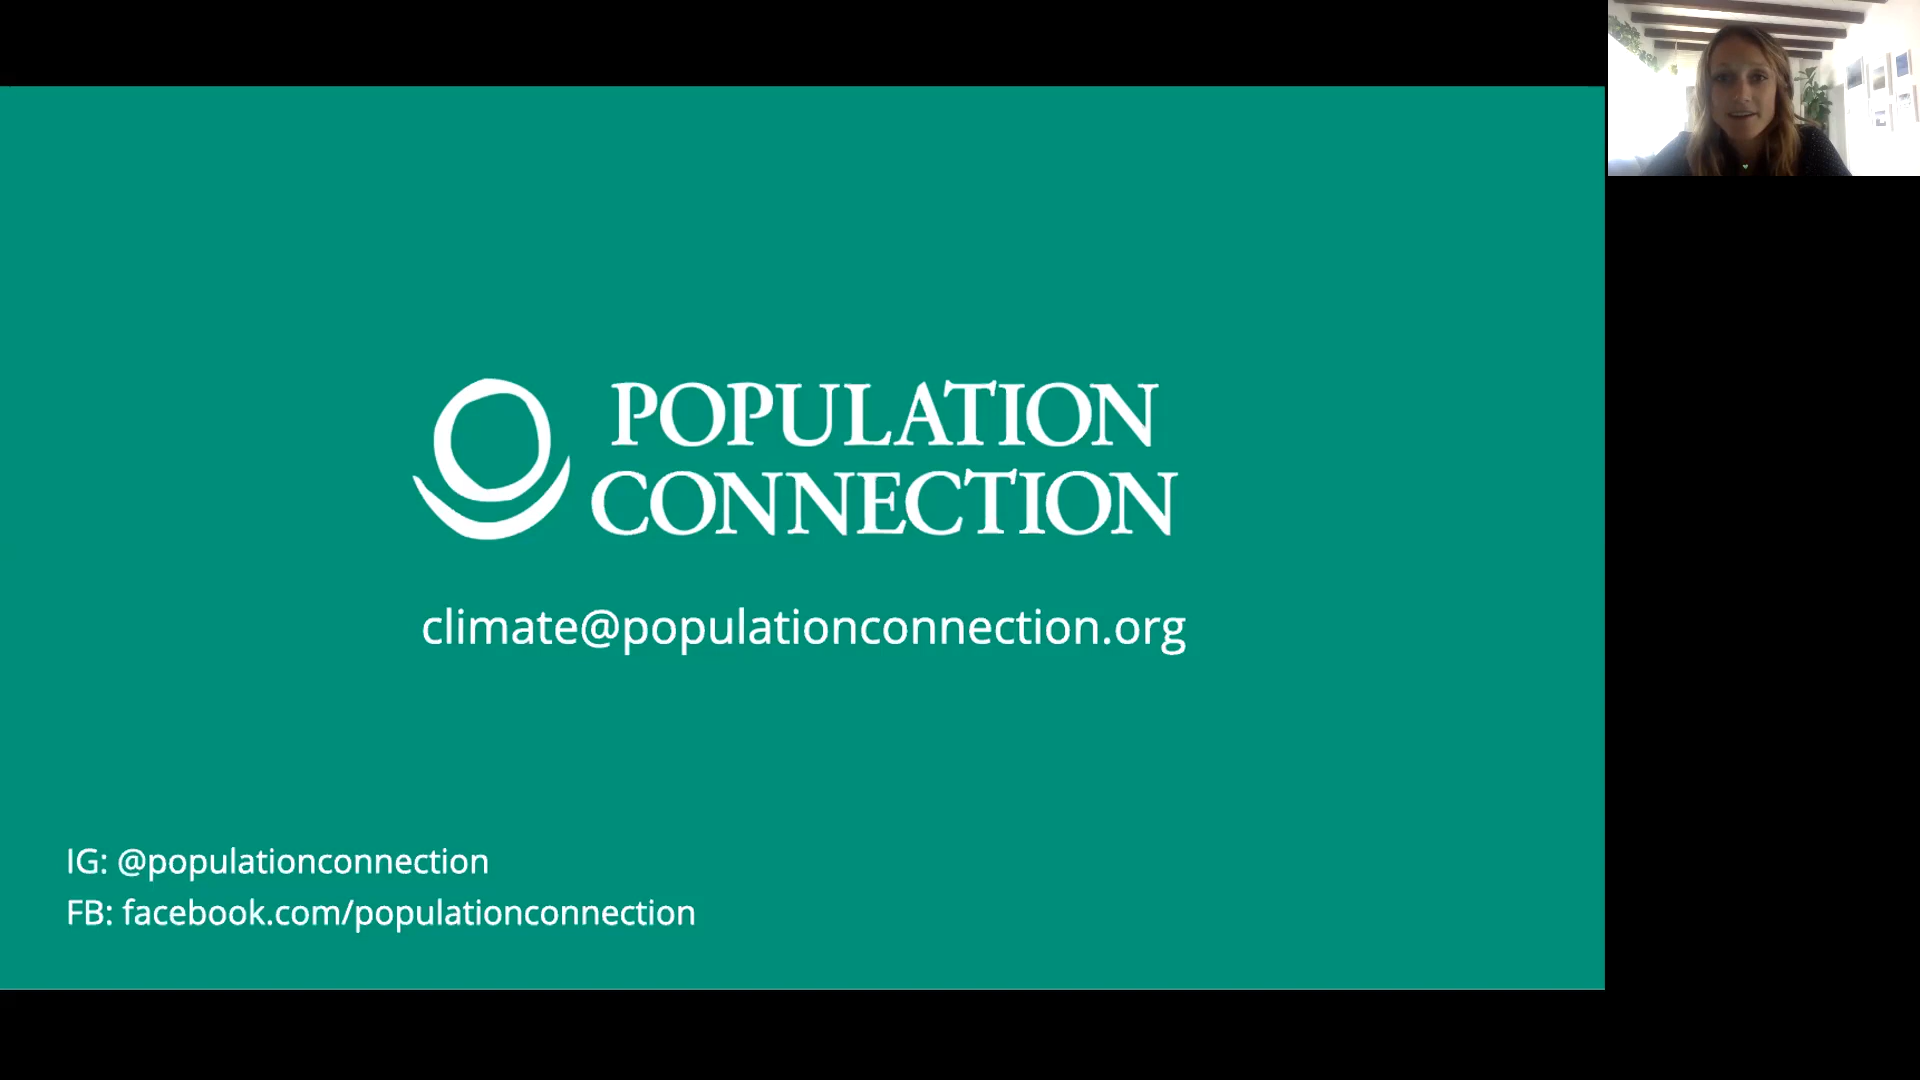 POPULATION
CONNECTION
climate@populationconnection.org
IG: @populationconnection
FB: facebook.com/populationconnection